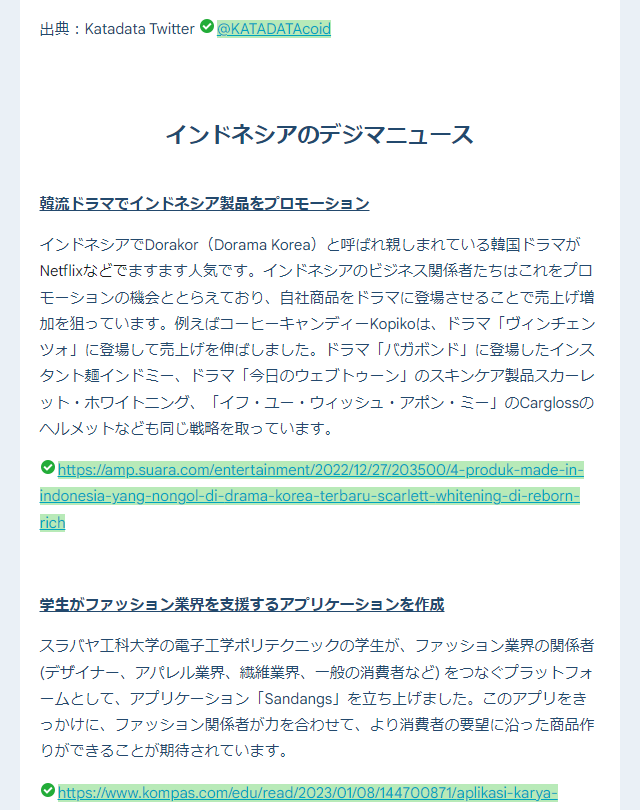 出典：Katadata Twitter @KATADATAcoid
インドネシアのデジマニュース
韓流ドラマでインドネシア製品をプロモーション
インドネシアでDorakor（Dorama Korea）と呼ばれ親しまれている韓国ドラマが
Netflixなどでますます人気です。インドネシアのビジネス関係者たちはこれをプロ
モーションの機会ととらえており、自社商品をドラマに登場させることで売上げ増
加を狙っています。例えばコーヒーキャンディーKopikoは、ドラマ「ヴィンチェン
ツォ」に登場して売上げを伸ばしました。ドラマ「バガボンド」に登場したインス
タント麺インドミー、ドラマ「今日のウェブトゥーン」のスキンケア製品スカーレ
ット・ホワイトニング、「イフ・ユー・ウィッシュ・アポン・ミー」のCarglossの
ヘルメットなども同じ戦略を取っています。
https://amp.suara.com/entertainment/2022/12/27/203500/4-produk-made-in-
indonesia-yang-nongol-di-drama-korea-terbaru-scarlett-whitening-di-reborn-
rich
学生がファッション業界を支援するアプリケーションを作成
スラバヤ工科大学の電子工学ポリテクニックの学生が、ファッション業界の関係者
(デザイナー、アパレル業界、繊維業界、一般の消費者など) をつなぐプラットフォ
ームとして、アプリケーション「Sandangs」を立ち上げました。このアプリをき
っかけに、ファッション関係者が力を合わせて、より消費者の要望に沿った商品作
りができることが期待されています。
https://www.kompas.com/edu/read/2023/01/08/144700871/aplikasi-karya-